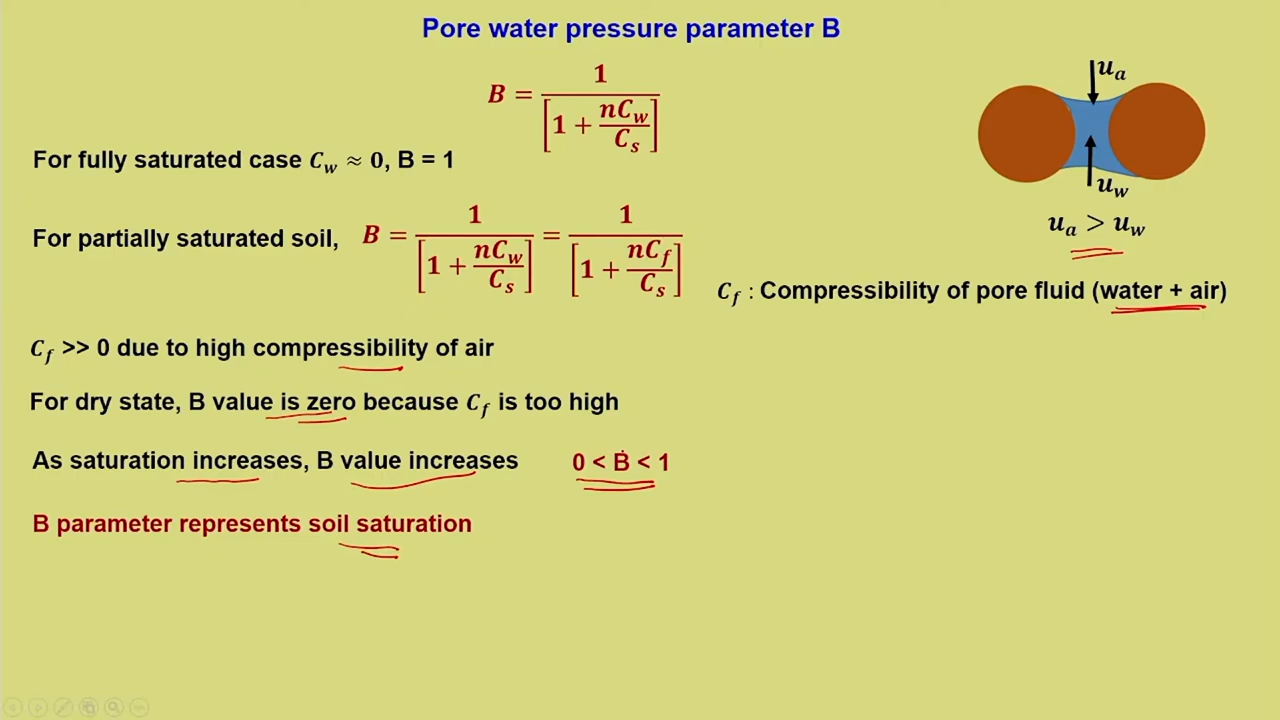 Pore water pressure parameter B
B = 1 / [1 + nC_w / C_s]
u_a
For fully saturated case C_w ≈ 0, B = 1
u_w
u_a > u_w
For partially saturated soil, B = 1 / [1 + nC_w / C_s] = 1 / [1 + nC_f / C_s]
C_f : Compressibility of pore fluid (water + air)
C_f >> 0 due to high compressibility of air
For dry state, B value is zero because C_f is too high
As saturation increases, B value increases 0 < B < 1
B parameter represents soil saturation